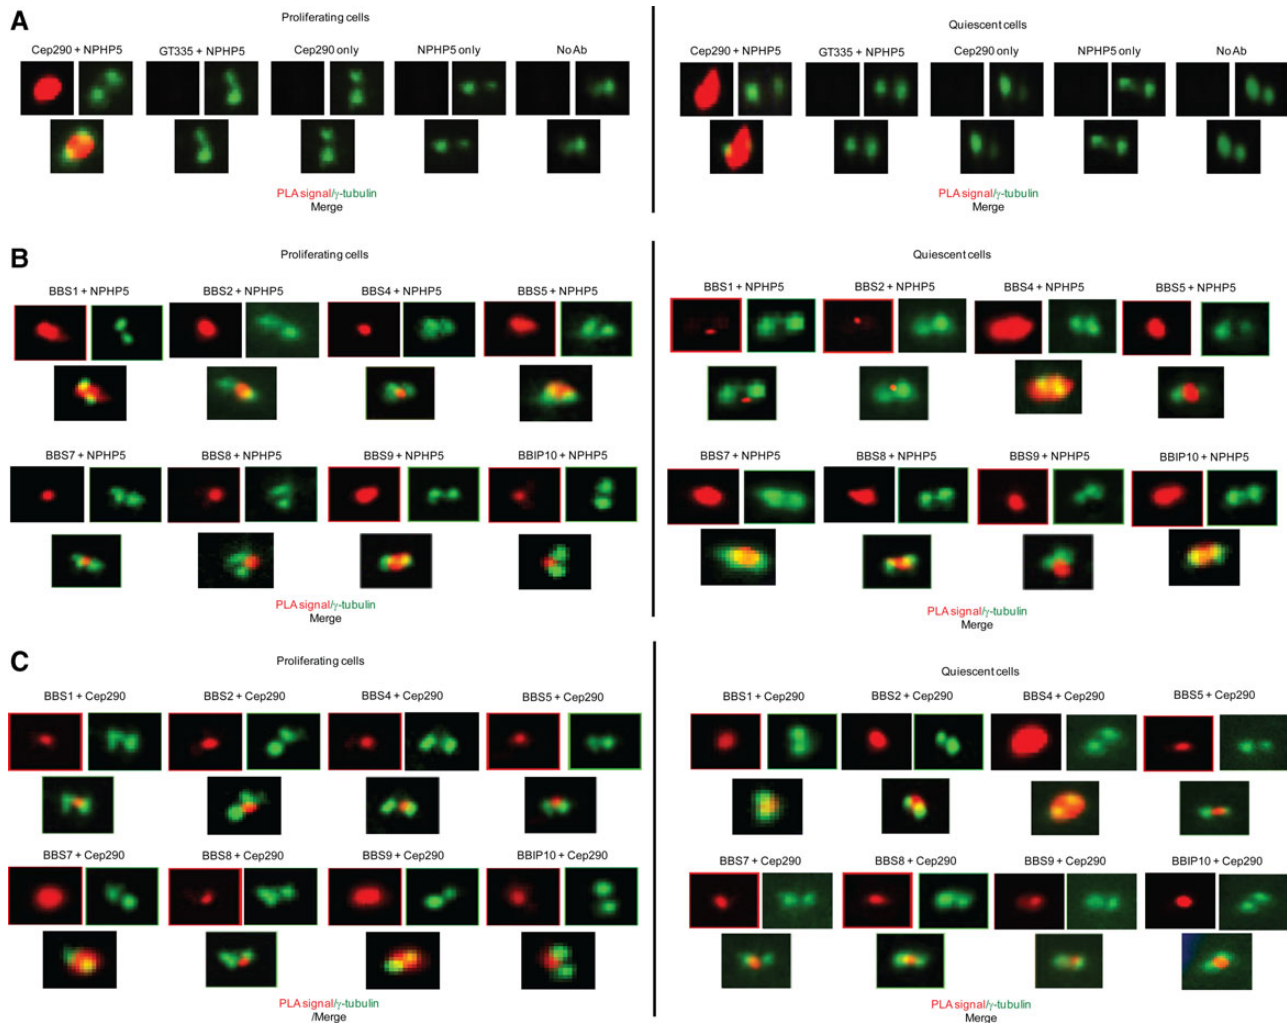 A
Proliferating cells
Quiescent cells
Cep290 + NPHP5
GT335 + NPHP5
Cep290 only
NPHP5 only
No Ab
Cep290 + NPHP5
GT335 + NPHP5
Cep290 only
NPHP5 only
No Ab
PLA signal/γ-tubulin
Merge
PLA signal/γ-tubulin
Merge
B
Proliferating cells
Quiescent cells
BBS1 + NPHP5
BBS2 + NPHP5
BBS4 + NPHP5
BBS5 + NPHP5
BBS1 + NPHP5
BBS2 + NPHP5
BBS4 + NPHP5
BBS5 + NPHP5
BBS7 + NPHP5
BBS8 + NPHP5
BBS9 + NPHP5
BBIP10 + NPHP5
BBS7 + NPHP5
BBS8 + NPHP5
BBS9 + NPHP5
BBIP10 + NPHP5
PLA signal/γ-tubulin
Merge
PLA signal/γ-tubulin
Merge
C
Proliferating cells
Quiescent cells
BBS1 + Cep290
BBS2 + Cep290
BBS4 + Cep290
BBS5 + Cep290
BBS1 + Cep290
BBS2 + Cep290
BBS4 + Cep290
BBS5 + Cep290
BBS7 + Cep290
BBS8 + Cep290
BBS9 + Cep290
BBIP10 + Cep290
BBS7 + Cep290
BBS8 + Cep290
BBS9 + Cep290
BBIP10 + Cep290
PLA signal/γ-tubulin
/Merge
PLA signal/γ-tubulin
Merge